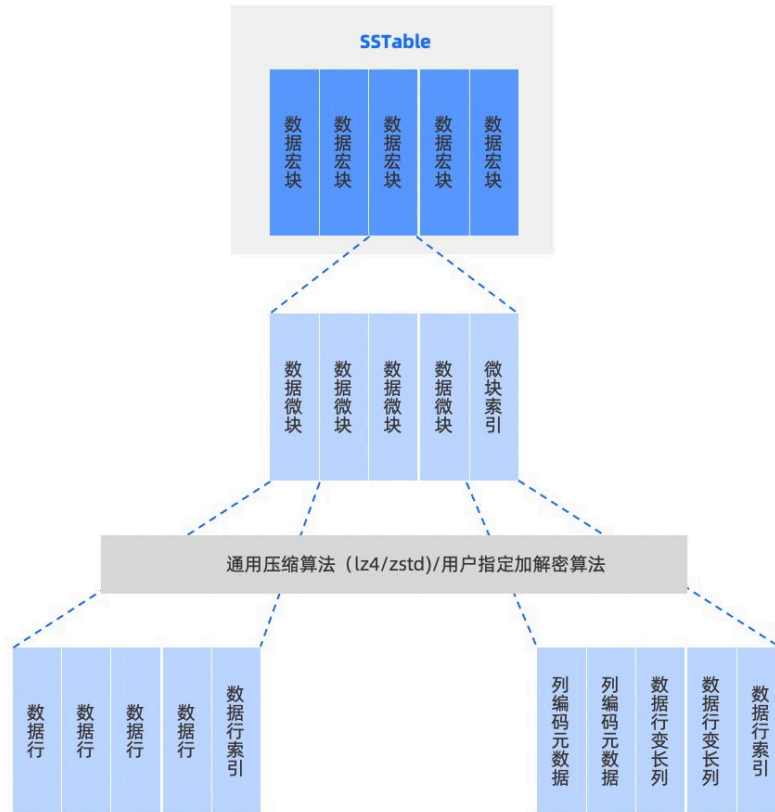 SSTable
数据宏块
数据宏块
数据宏块
数据宏块
数据宏块
数据微块
数据微块
数据微块
数据微块
微块索引
通用压缩算法（lz4/zstd)/用户指定加解密算法
数据行
数据行
数据行
数据行
数据行索引
列编码元数据
列编码元数据
数据行变长列
数据行变长列
数据行索引